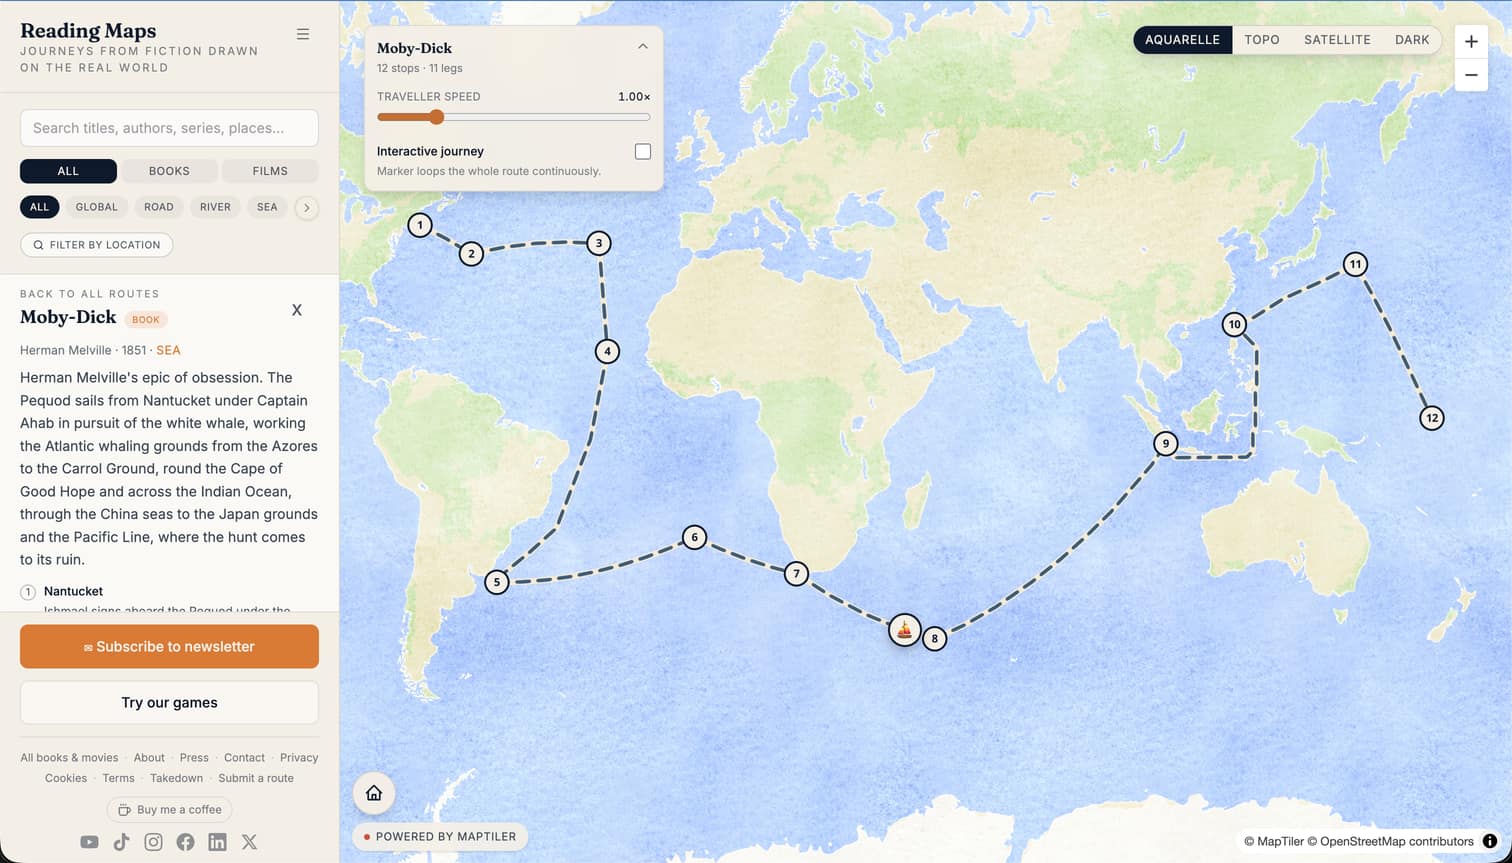 Reading Maps
JOURNEYS FROM FICTION DRAWN
ON THE REAL WORLD
Search titles, authors, series, places...
ALL BOOKS FILMS
ALL GLOBAL ROAD RIVER SEA
FILTER BY LOCATION
BACK TO ALL ROUTES
Moby-Dick BOOK X
Herman Melville · 1851 · SEA
Herman Melville's epic of obsession. The
Pequod sails from Nantucket under Captain
Ahab in pursuit of the white whale, working
the Atlantic whaling grounds from the Azores
to the Carrol Ground, round the Cape of
Good Hope and across the Indian Ocean,
through the China seas to the Japan grounds
and the Pacific Line, where the hunt comes
to its ruin.
1 Nantucket
Ishmael signs aboard the Pequod under the
Subscribe to newsletter
Try our games
All books & movies · About · Press · Contact · Privacy
Cookies · Terms · Takedown · Submit a route
Buy me a coffee
Moby-Dick
12 stops · 11 legs
TRAVELLER SPEED 1.00×
Interactive journey
Marker loops the whole route continuously.
AQUARELLE TOPO SATELLITE DARK
+
−
1
2
3
4
5
6
7
8
9
10
11
12
POWERED BY MAPTILER
© MapTiler © OpenStreetMap contributors